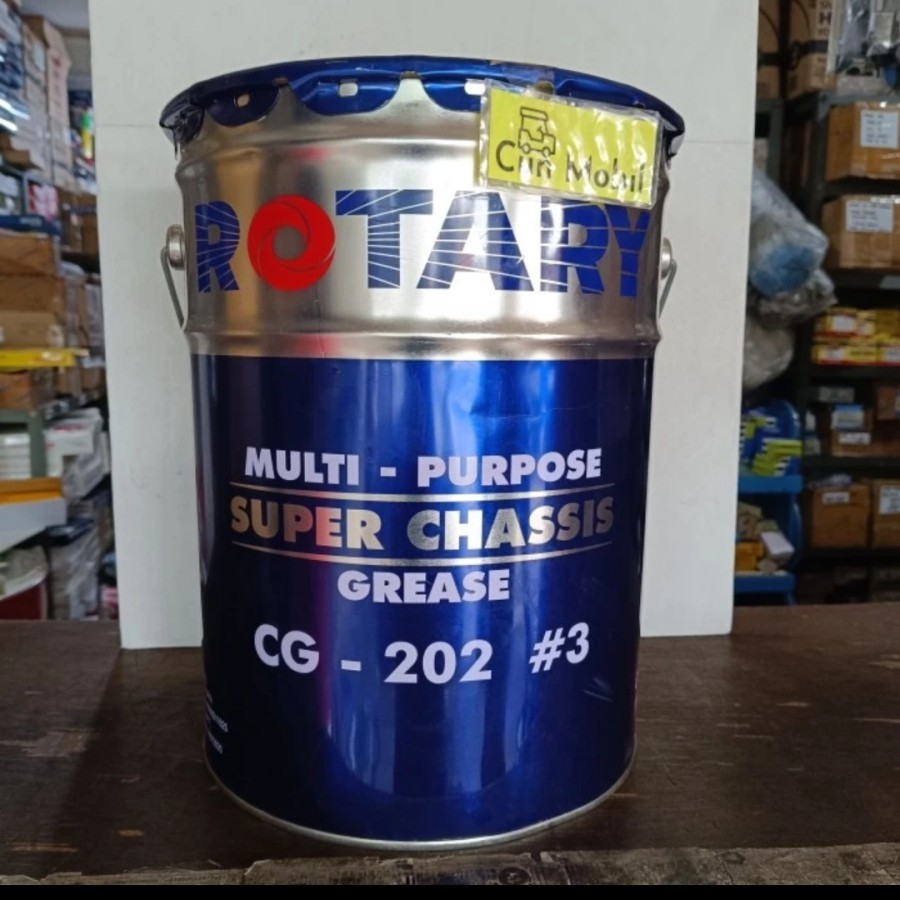 Cun Mobil
ROTARY
MULTI - PURPOSE
SUPER CHASSIS
GREASE
CG - 202 #3